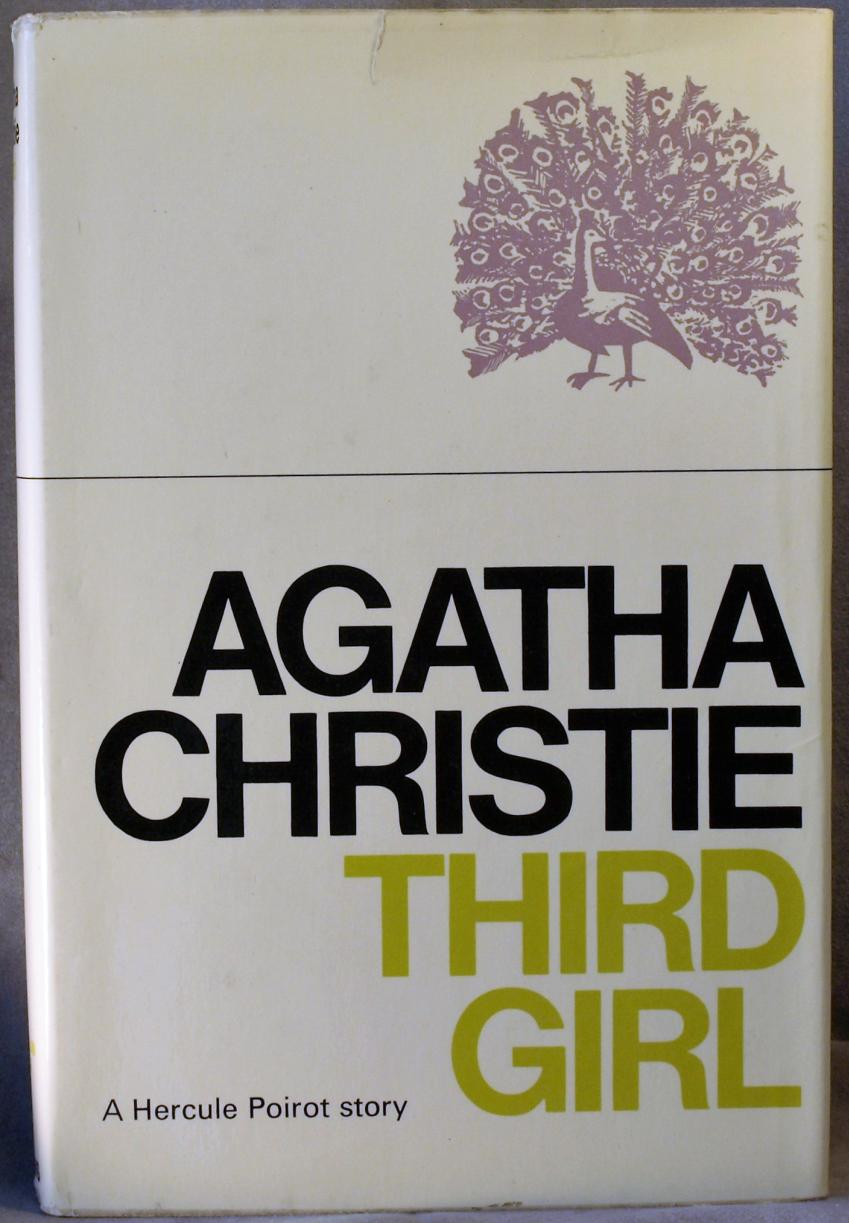 AGATHA
CHRISTIE
THIRD
GIRL
A Hercule Poirot story